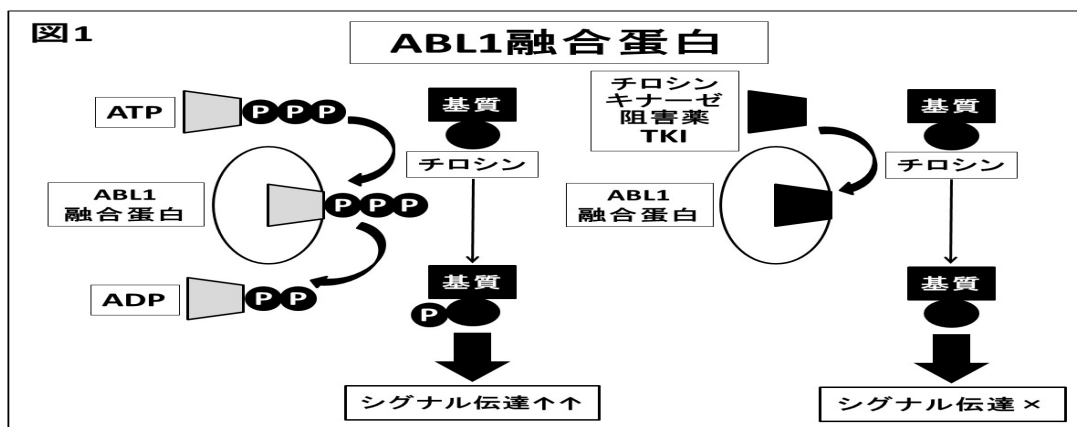 図1
ABL1融合蛋白
ATP
PPP
基質
チロシン
ABL1
融合蛋白
PPP
ADP
PP
基質
P
シグナル伝達↑↑
チロシン
キナーゼ
阻害薬
TKI
基質
チロシン
ABL1
融合蛋白
基質
シグナル伝達×